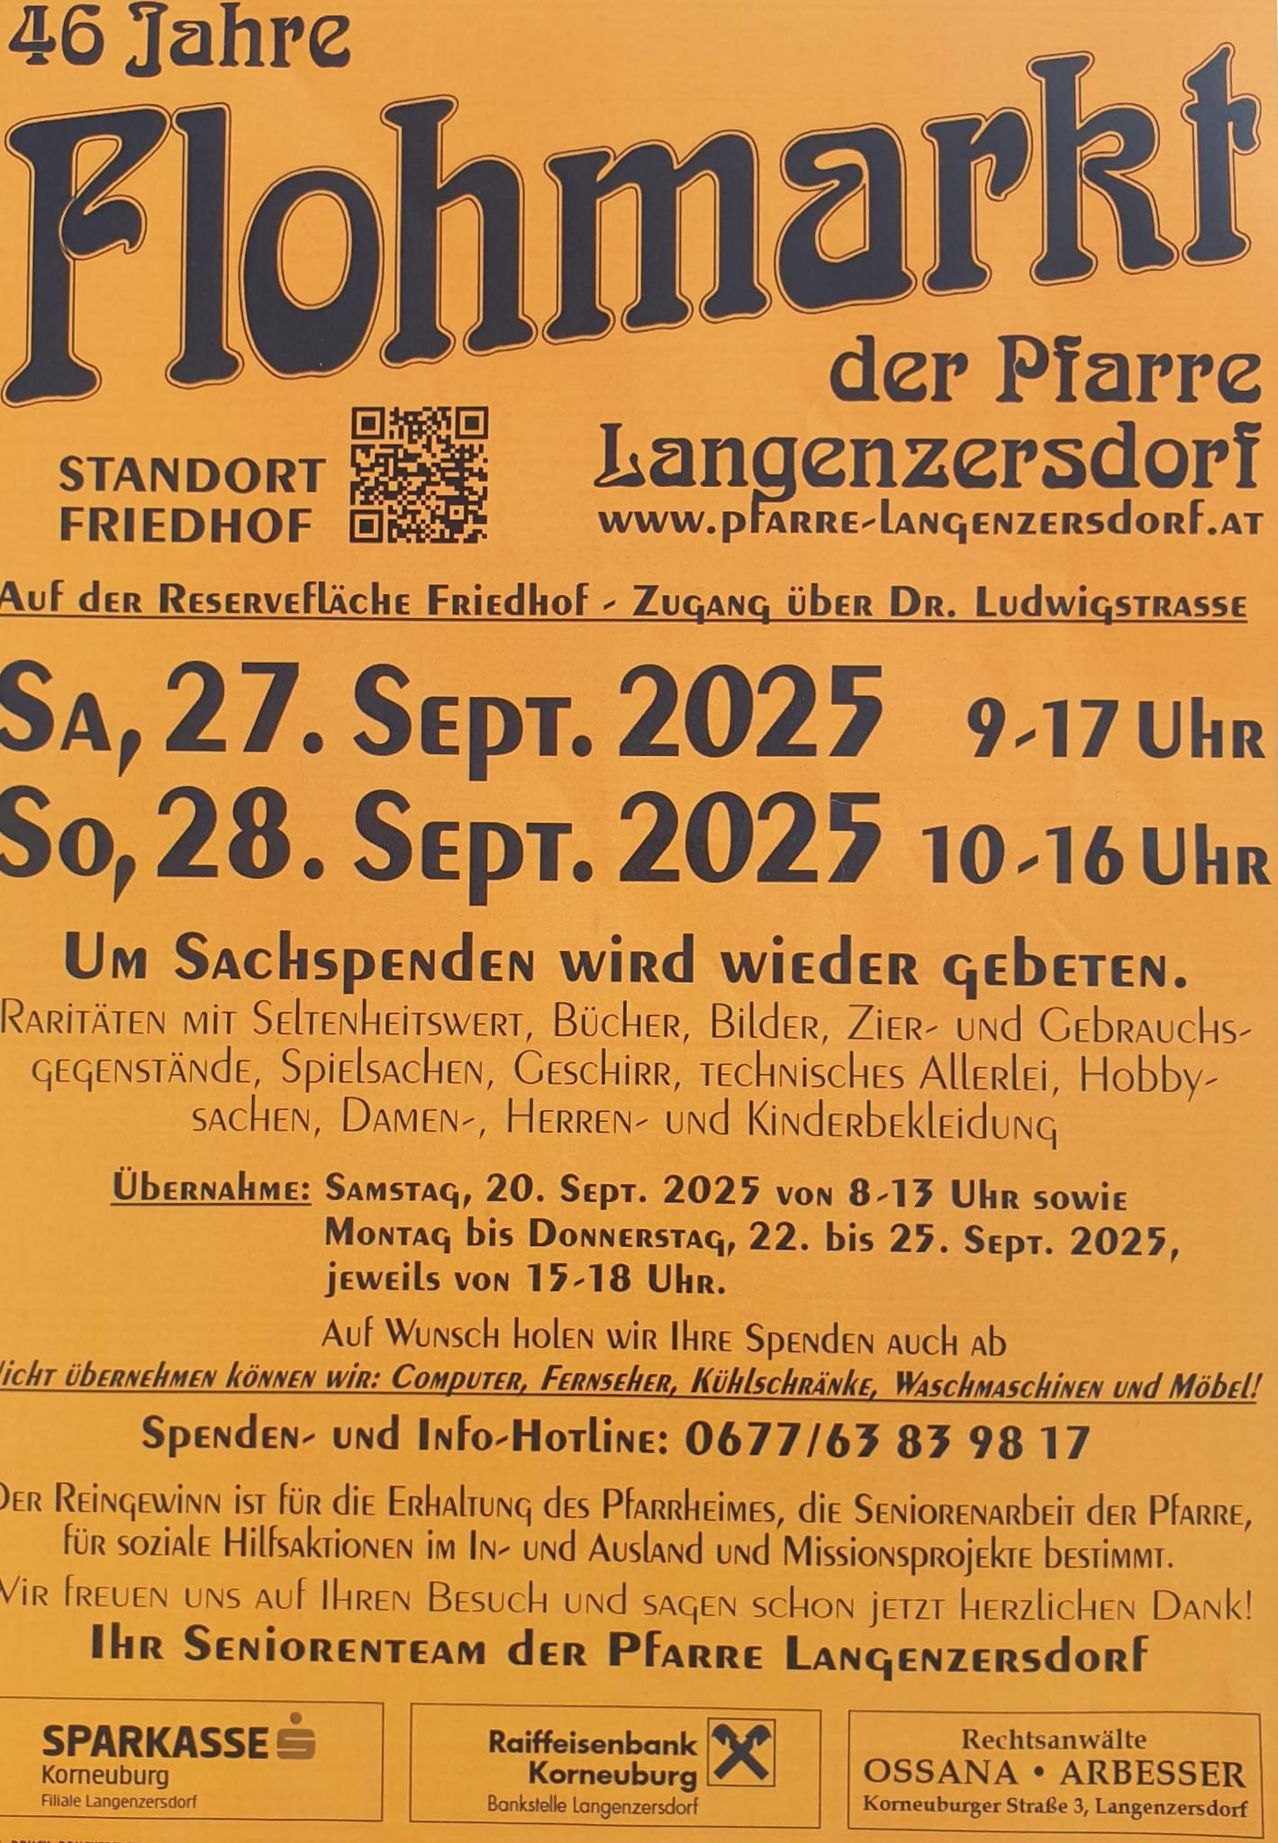 46 Jahre
Flohmarkt
der Pfarre
Langenzersdorf
www.pfarre-langenzersdorf.at
STANDORT
FRIEDHOF
Auf der Reservefläche Friedhof - Zugang über Dr. Ludwigstrasse
Sa, 27. Sept. 2025 9-17 Uhr
So, 28. Sept. 2025 10-16 Uhr
Um Sachspenden wird wieder gebeten.
Raritäten mit Seltenheitswert, Bücher, Bilder, Zier- und Gebrauchs-
gegenstände, Spielsachen, Geschirr, technisches Allerlei, Hobby-
sachen, Damen-, Herren- und Kinderbekleidung
Übernahme: Samstag, 20. Sept. 2025 von 8-13 Uhr sowie
Montag bis Donnerstag, 22. bis 25. Sept. 2025,
jeweils von 15-18 Uhr.
Auf Wunsch holen wir Ihre Spenden auch ab
Nicht übernehmen können wir: Computer, Fernseher, Kühlschränke, Waschmaschinen und Möbel!
Spenden- und Info-Hotline: 0677/63 83 98 17
Der Reingewinn ist für die Erhaltung des Pfarrheimes, die Seniorenarbeit der Pfarre,
für soziale Hilfsaktionen im In- und Ausland und Missionsprojekte bestimmt.
Wir freuen uns auf Ihren Besuch und sagen schon jetzt herzlichen Dank!
Ihr Seniorenteam der Pfarre Langenzersdorf
SPARKASSE
Korneuburg
Filiale Langenzersdorf
Raiffeisenbank
Korneuburg
Bankstelle Langenzersdorf
Rechtsanwälte
OSSANA • ARBESSER
Korneuburger Straße 3, Langenzersdorf